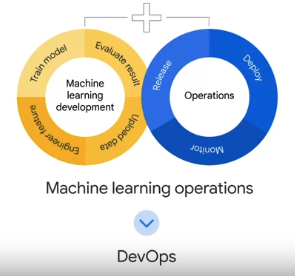 Train model
Evaluate result
Engineer feature
Upload data
Machine
learning
development
Release
Deploy
Monitor
Operations
Machine learning operations
DevOps